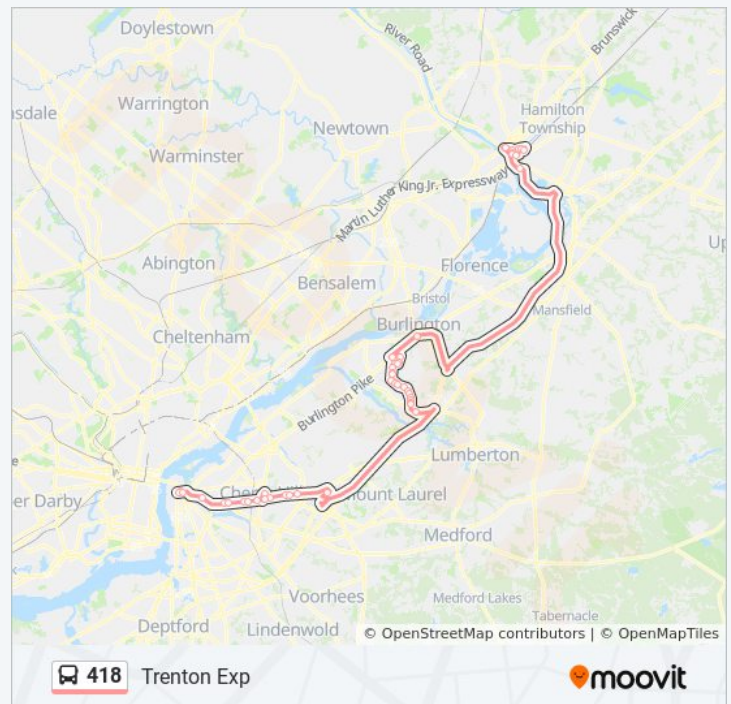 Doylestown
River Road
Brunswick
nsdale
Warrington
Hamilton
Township
Newtown
Warminster
Martin Luther King Jr. Expressway
Abington
Florence
Up
Bensalem
Bristol
Mansfield
Cheltenham
Burlington
Burlington Pike
Lumberton
er Darby
Mount Laurel
Medford
Voorhees
Medford Lakes
Tabernacle
Deptford
Lindenwold
© OpenStreetMap contributors | © OpenMapTiles
418
Trenton Exp
moovit